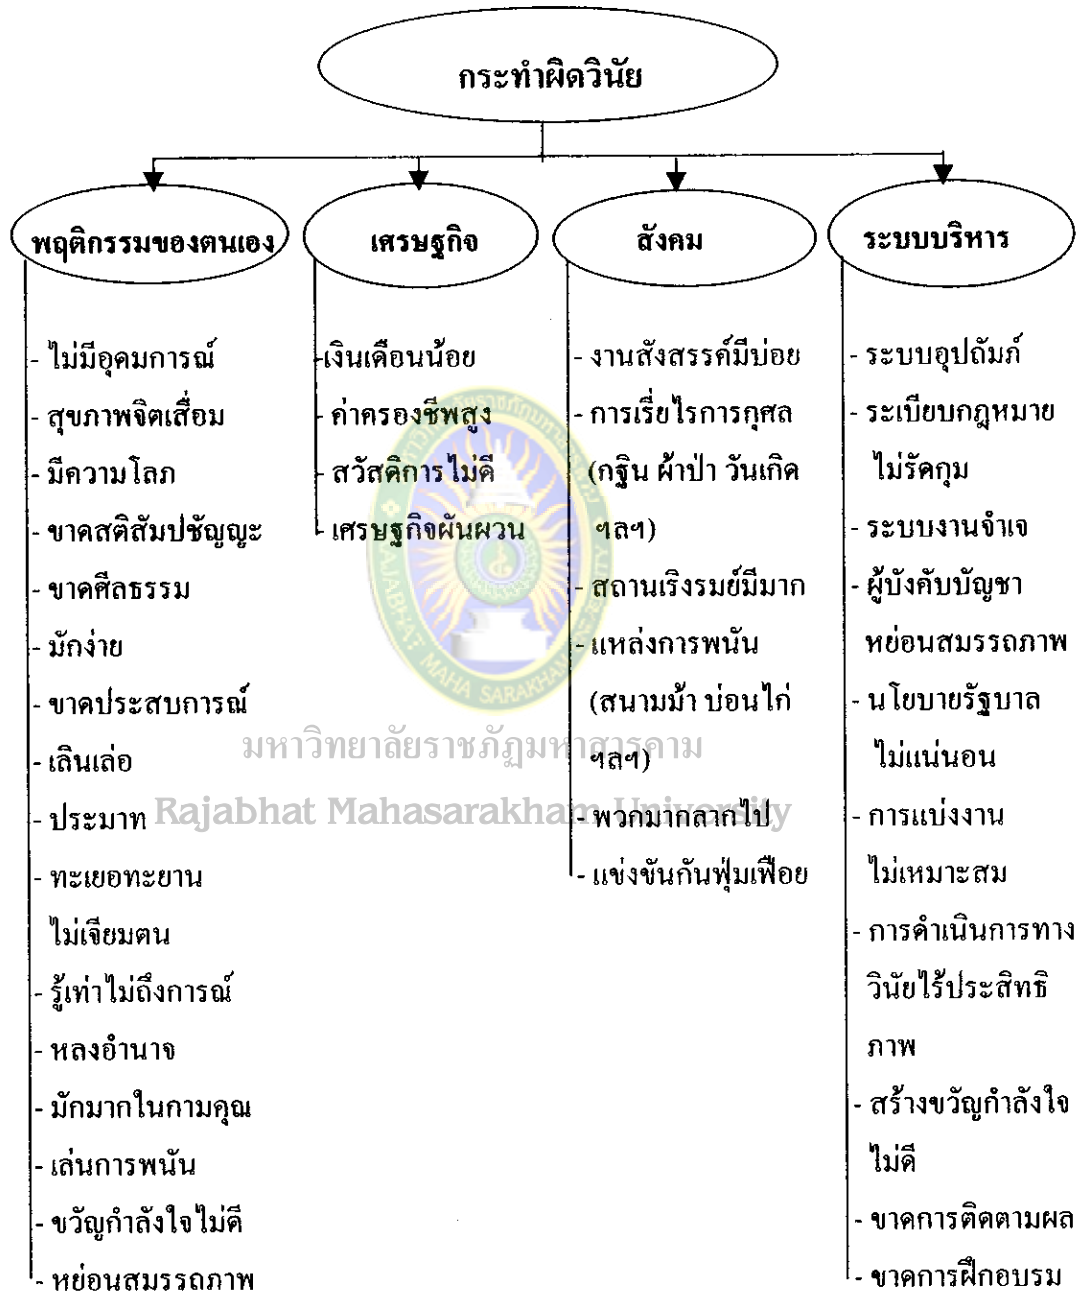 กระทำผิดวินัย
พฤติกรรมของตนเอง
- ไม่มีอุดมการณ์
- สุขภาพจิตเสื่อม
- มีความโลภ
- ขาดสติสัมปชัญญะ
- ขาดศีลธรรม
- มักง่าย
- ขาดประสบการณ์
- เลินเล่อ
- ประมาท
- ทะเยอทะยาน
ไม่เจียมตน
- รู้เท่าไม่ถึงการณ์
- หลงอำนาจ
- มักมากในกามคุณ
- เล่นการพนัน
- ขวัญกำลังใจไม่ดี
- หย่อนสมรรถภาพ
เศรษฐกิจ
-เงินเดือนน้อย
- ค่าครองชีพสูง
- สวัสดิการไม่ดี
- เศรษฐกิจผันผวน
สังคม
- งานสังสรรค์มีบ่อย
- การเรี่ยไรการกุศล
(กฐิน ผ้าป่า วันเกิด
ฯลฯ)
- สถานเริงรมย์มีมาก
- แหล่งการพนัน
(สนามม้า บ่อนไก่
ฯลฯ)
- พวกมากลากไป
- แข่งขันกันฟุ่มเฟือย
ระบบบริหาร
- ระบบอุปถัมภ์
- ระเบียบกฎหมาย
ไม่รัดกุม
- ระบบงานจำเจ
- ผู้บังคับบัญชา
หย่อนสมรรถภาพ
- นโยบายรัฐบาล
ไม่แน่นอน
- การแบ่งงาน
ไม่เหมาะสม
- การดำเนินการทาง
วินัยไร้ประสิทธิ
ภาพ
- สร้างขวัญกำลังใจ
ไม่ดี
- ขาดการติดตามผล
- ขาดการฝึกอบรม
มหาวิทยาลัยราชภัฏมหาสารคาม
Rajabhat Mahasarakham University
RAJABHAT MAHA SARAKHAM UNIVERSITY